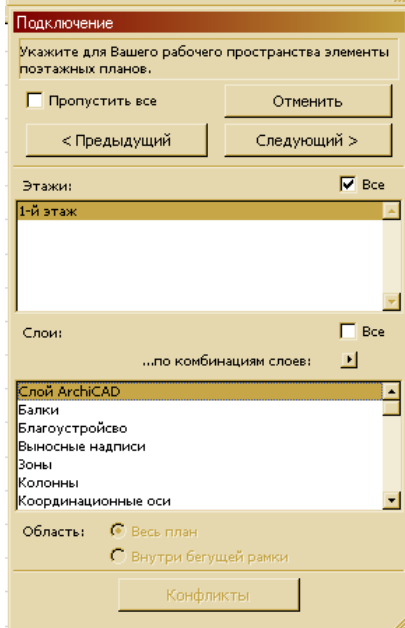 Подключение
Укажите для Вашего рабочего пространства элементы
поэтажных планов.
Пропустить все
Отменить
< Предыдущий
Следующий >
Этажи:
Все
1-й этаж
Слои:
Все
...по комбинациям слоев:
Слой ArchiCAD
Балки
Благоустройсво
Выносные надписи
Зоны
Колонны
Координационные оси
Область:
Весь план
Внутри бегущей рамки
Конфликты